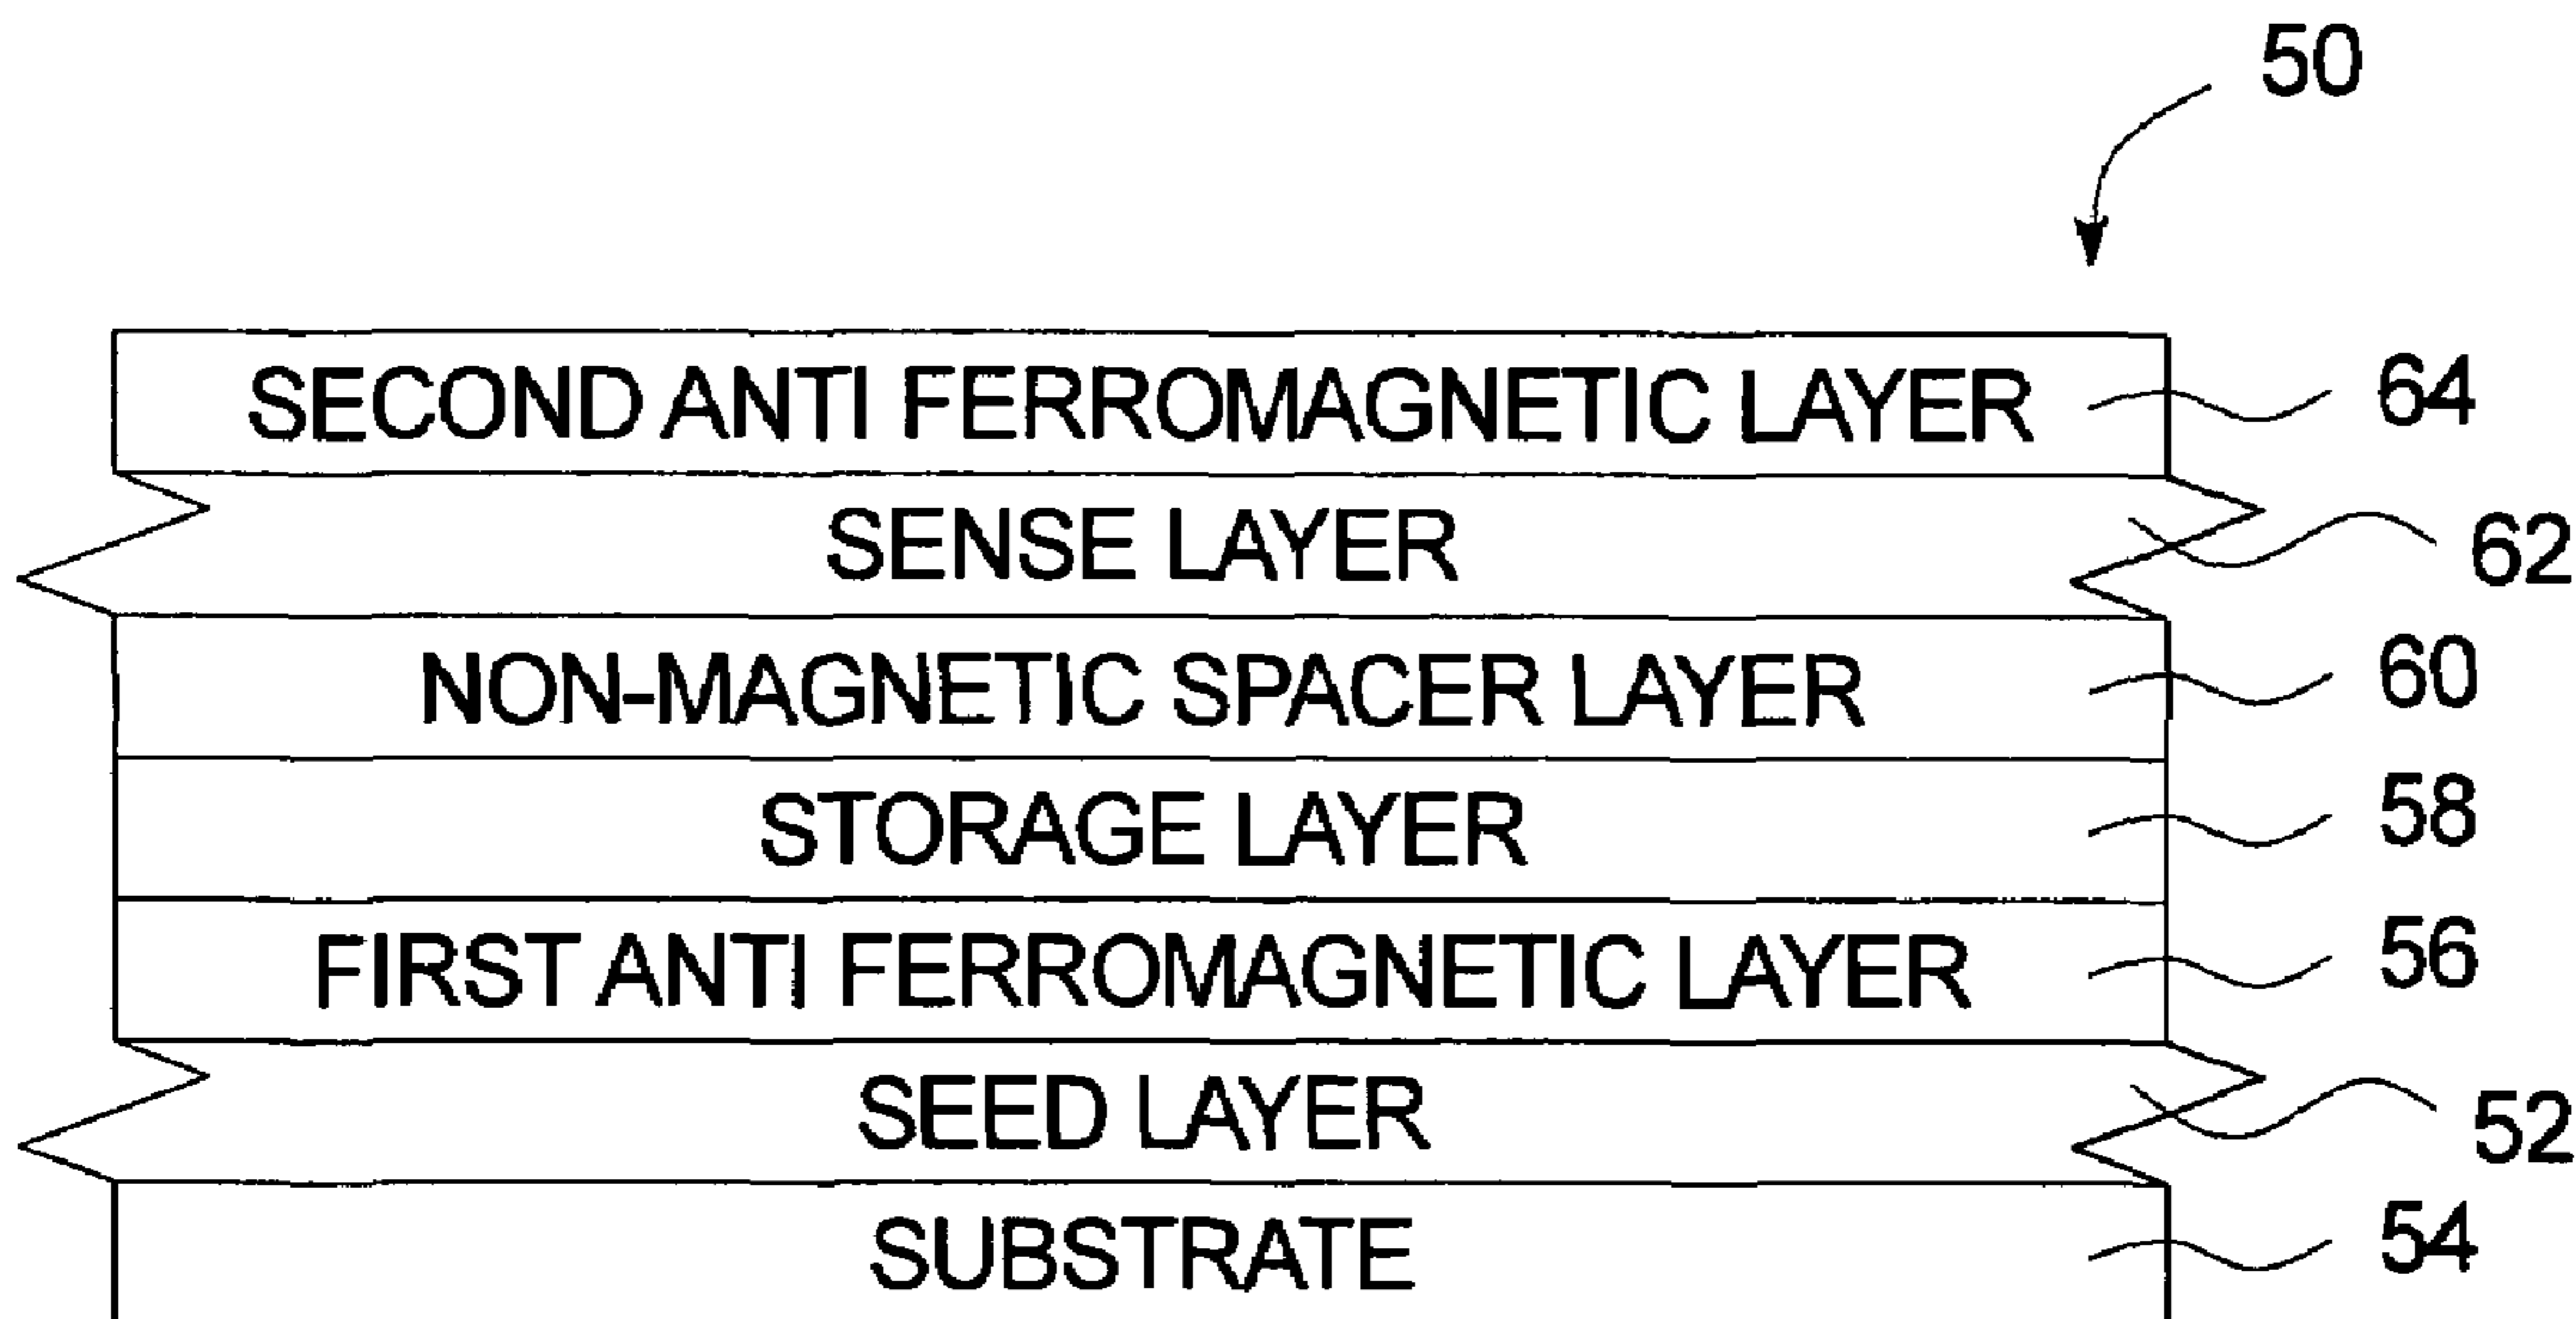 50
SECOND ANTI FERROMAGNETIC LAYER 64
SENSE LAYER 62
NON-MAGNETIC SPACER LAYER 60
STORAGE LAYER 58
FIRST ANTI FERROMAGNETIC LAYER 56
SEED LAYER 52
SUBSTRATE 54